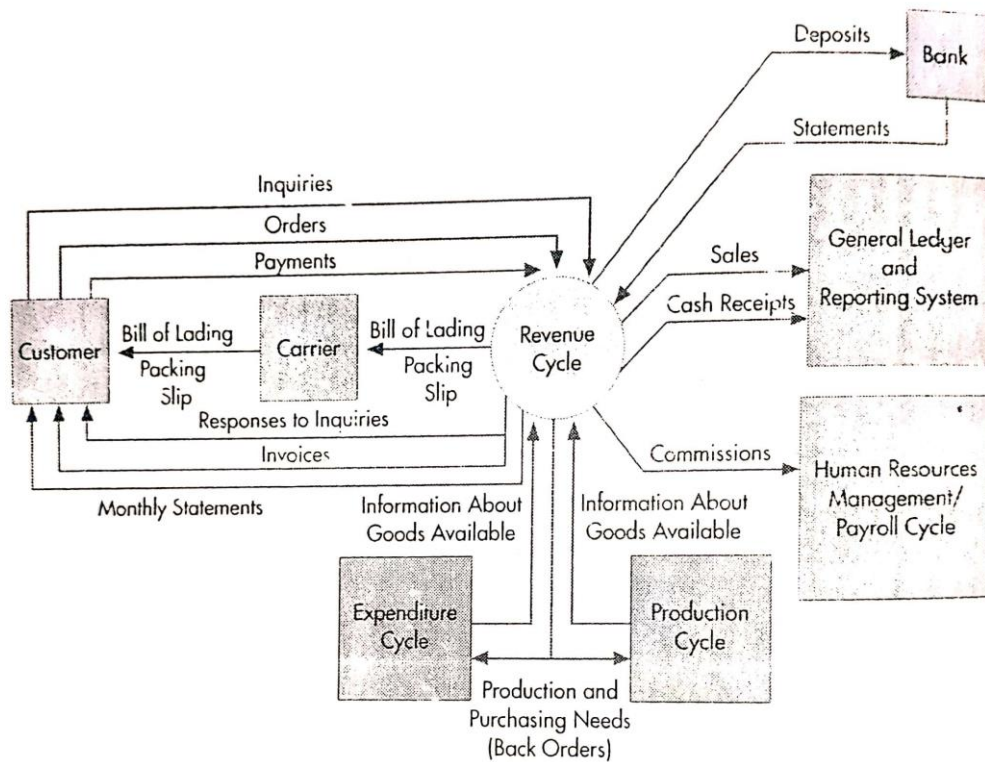 Deposits
Bank
Statements
Inquiries
Orders
Payments
General Ledger
and
Reporting System
Sales
Cash Receipts
Customer
Bill of Lading
Packing
Slip
Carrier
Bill of Lading
Packing
Slip
Revenue
Cycle
Responses to Inquiries
Invoices
Monthly Statements
Commissions
Human Resources
Management/
Payroll Cycle
Information About
Goods Available
Information About
Goods Available
Expenditure
Cycle
Production
Cycle
Production and
Purchasing Needs
(Back Orders)